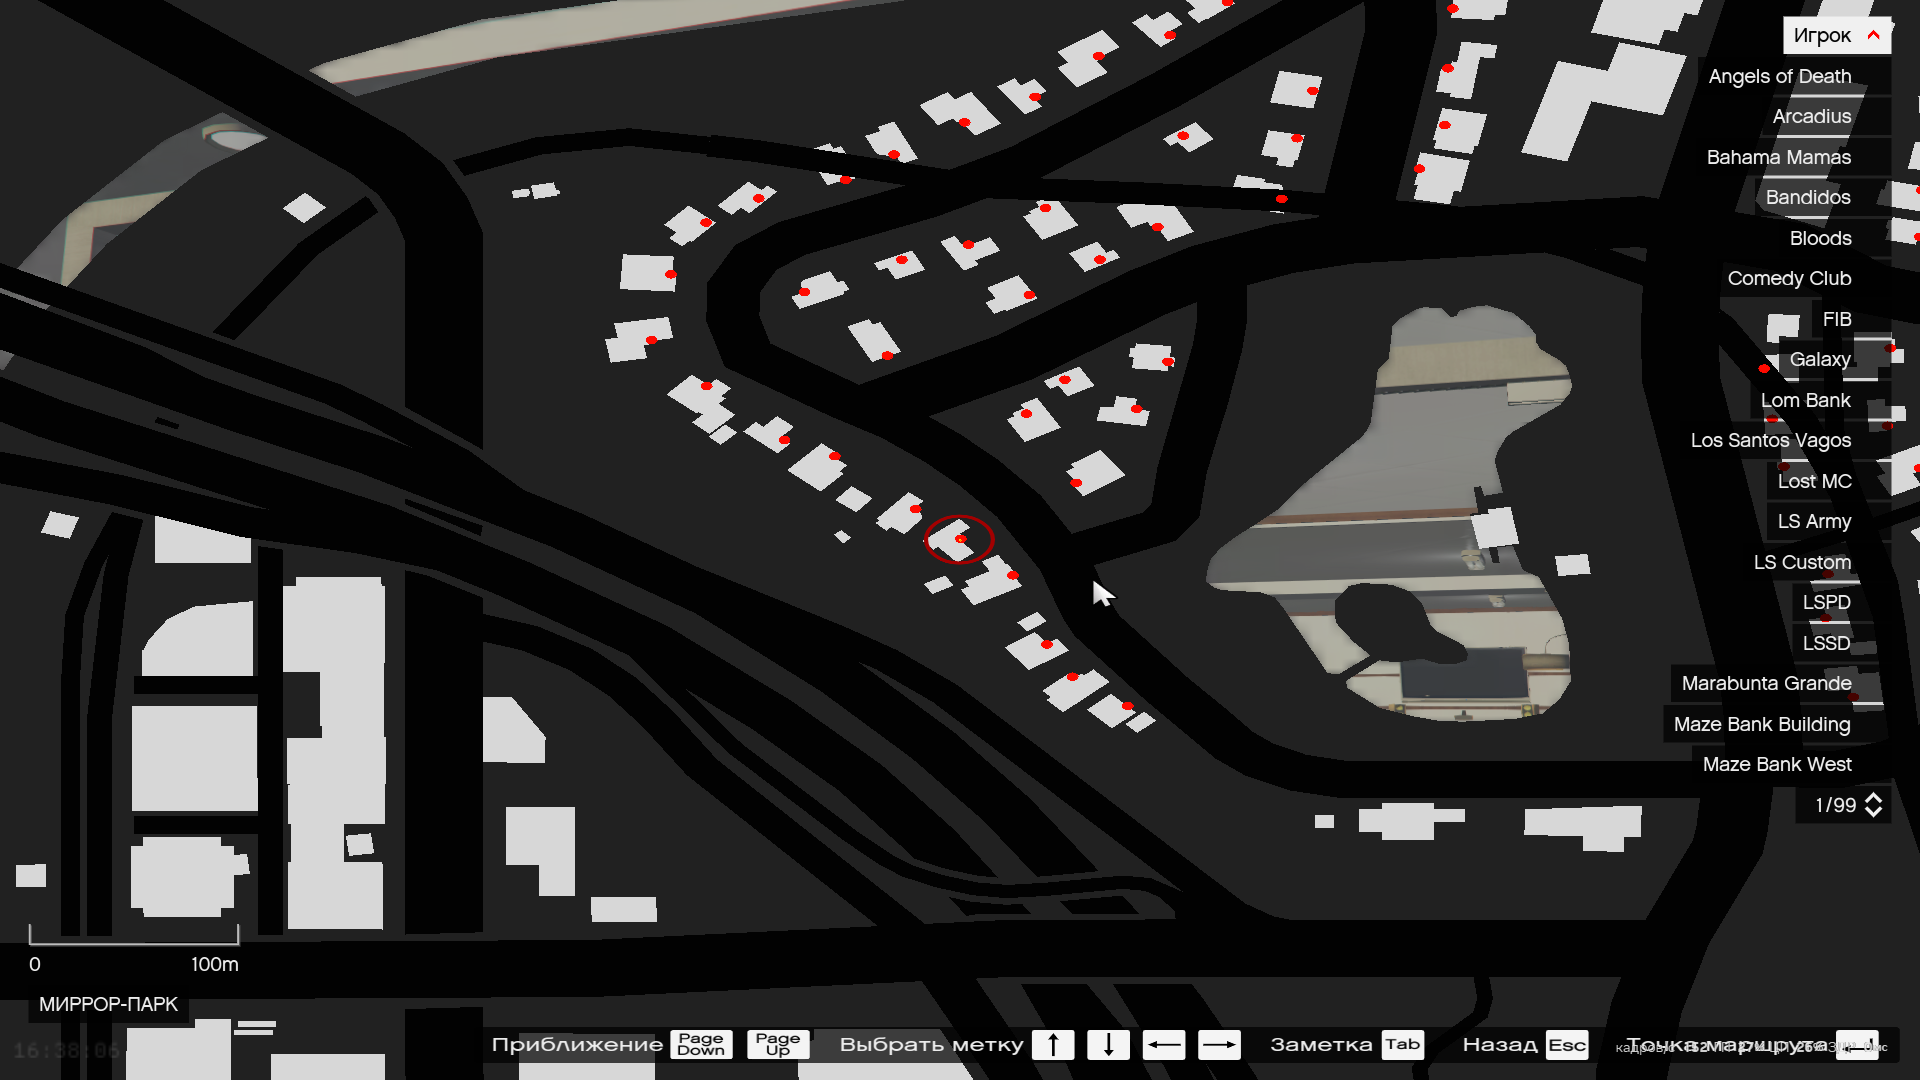 Игрок
Angels of Death
Arcadius
Bahama Mamas
Bandidos
Bloods
Comedy Club
FIB
Galaxy
Lom Bank
Los Santos Vagos
Lost MC
LS Army
LS Custom
LSPD
LSSD
Marabunta Grande
Maze Bank Building
Maze Bank West
1/99
0 100m
МИРРОР-ПАРК
16:38:06
Приближение Page Down Page Up Выбрать метку ↑ ↓ ← → Заметка Tab Назад Esc Точка маршрута
кадров/с